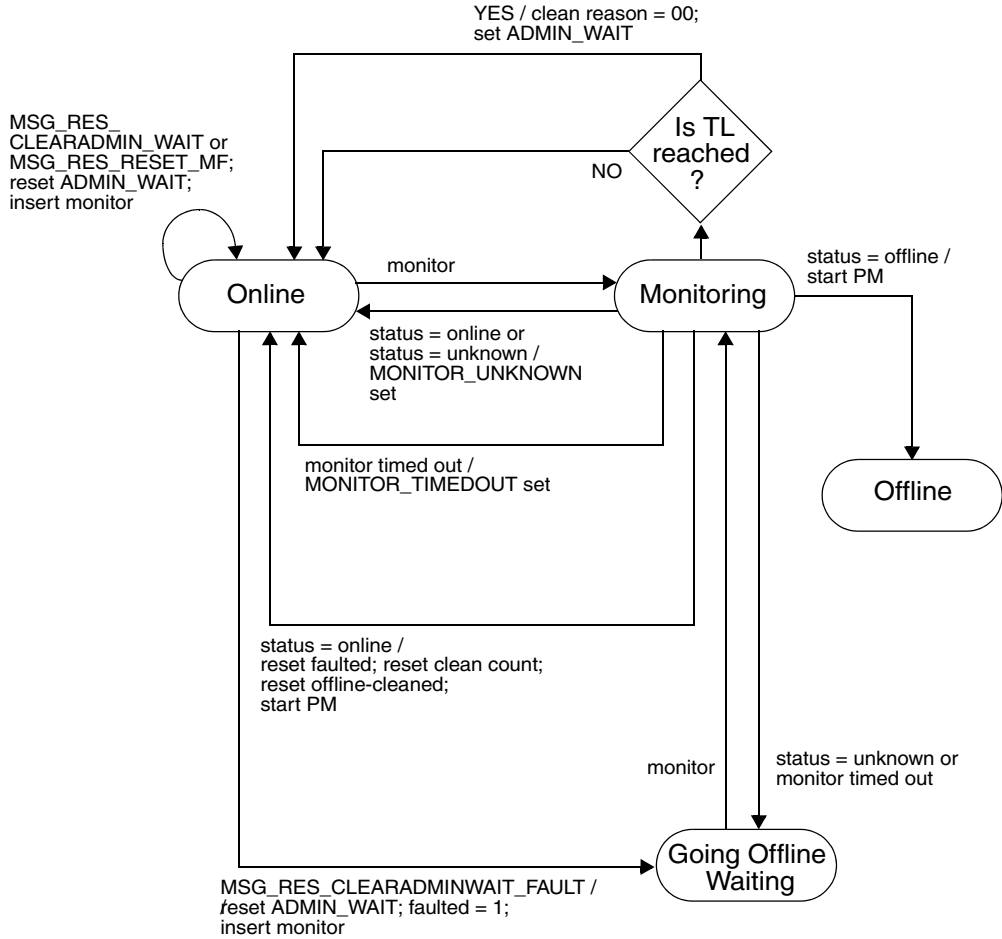 YES / clean reason = 00;
set ADMIN_WAIT
MSG_RES_
CLEARADMIN_WAIT or
MSG_RES_RESET_MF;
reset ADMIN_WAIT;
insert monitor
Is TL
reached
?
NO
status = offline /
start PM
Online
monitor
Monitoring
status = online or
status = unknown /
MONITOR_UNKNOWN
set
monitor timed out /
MONITOR_TIMEDOUT set
Offline
status = online /
reset faulted; reset clean count;
reset offline-cleaned;
start PM
monitor
status = unknown or
monitor timed out
Going Offline
Waiting
MSG_RES_CLEARADMINWAIT_FAULT /
/reset ADMIN_WAIT; faulted = 1;
insert monitor